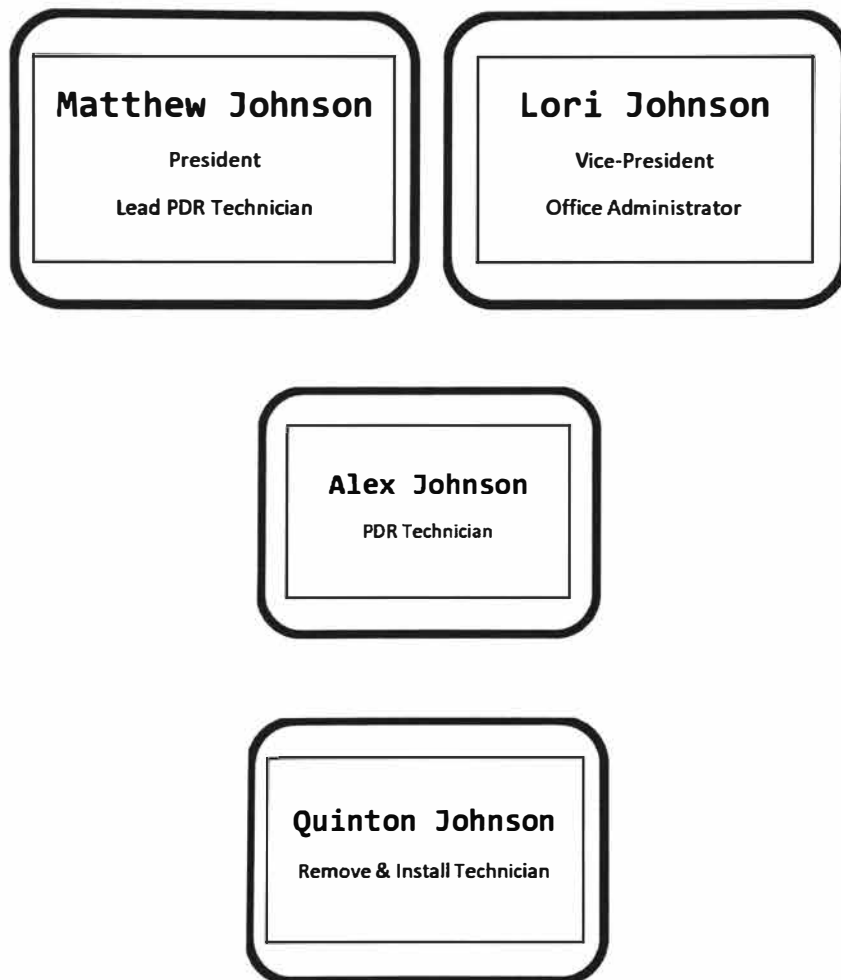 Matthew Johnson
President
Lead PDR Technician
Lori Johnson
Vice-President
Office Administrator
Alex Johnson
PDR Technician
Quinton Johnson
Remove & Install Technician